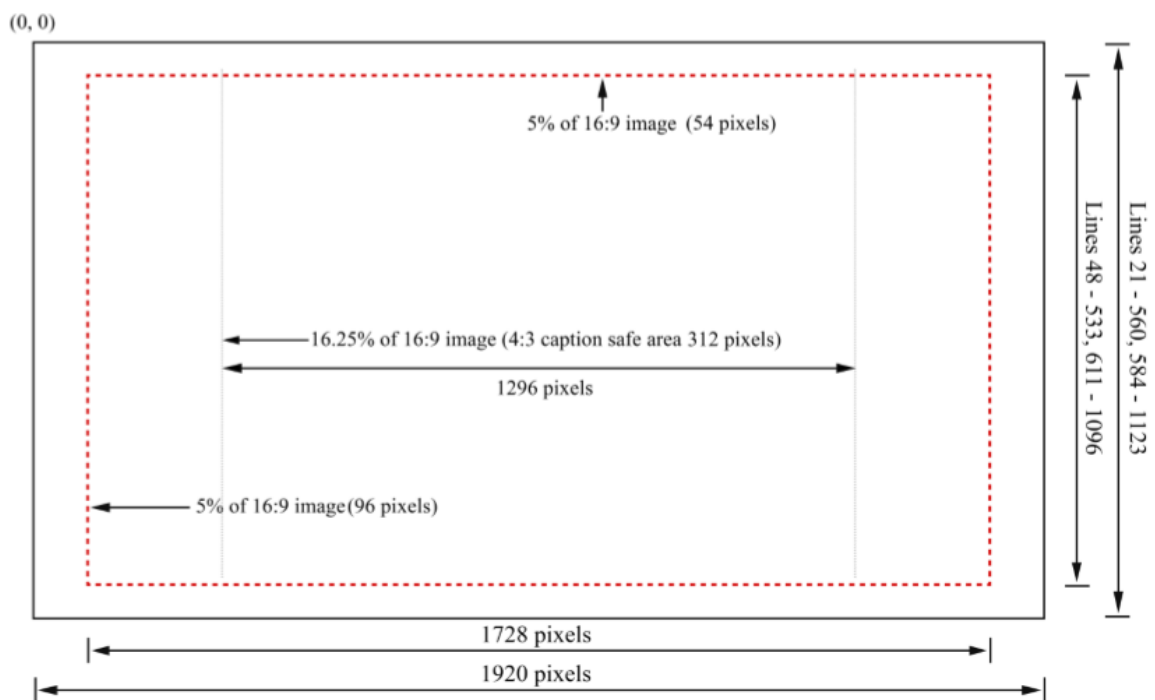 (0, 0)
5% of 16:9 image (54 pixels)
16.25% of 16:9 image (4:3 caption safe area 312 pixels)
1296 pixels
5% of 16:9 image (96 pixels)
Lines 48 - 533, 611 - 1096
Lines 21 - 560, 584 - 1123
1728 pixels
1920 pixels